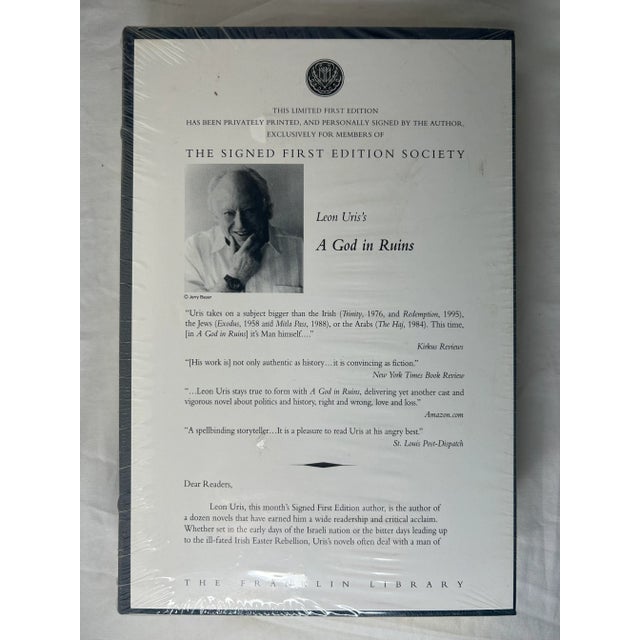 THIS LIMITED FIRST EDITION
HAS BEEN PRIVATELY PRINTED, AND PERSONALLY SIGNED BY THE AUTHOR,
EXCLUSIVELY FOR MEMBERS OF
THE SIGNED FIRST EDITION SOCIETY
Leon Uris's
A God in Ruins
© Jerry Bauer
"Uris takes on a subject bigger than the Irish (Trinity, 1976, and Redemption, 1995),
the Jews (Exodus, 1958 and Mitla Pass, 1988), or the Arabs (The Haj, 1984). This time,
[in A God in Ruins] it's Man himself...."
Kirkus Reviews
"[His work is] not only authentic as history...it is convincing as fiction."
New York Times Book Review
"...Leon Uris stays true to form with A God in Ruins, delivering yet another cast and
vigorous novel about politics and history, right and wrong, love and loss."
Amazon.com
"A spellbinding storyteller...It is a pleasure to read Uris at his angry best."
St. Louis Post-Dispatch
Dear Readers,
Leon Uris, this month's Signed First Edition author, is the author of
a dozen novels that have earned him a wide readership and critical acclaim.
Whether set in the early days of the Israeli nation or the bitter days leading up
to the ill-fated Irish Easter Rebellion, Uris's novels often deal with a man of
THE FRANKLIN LIBRARY